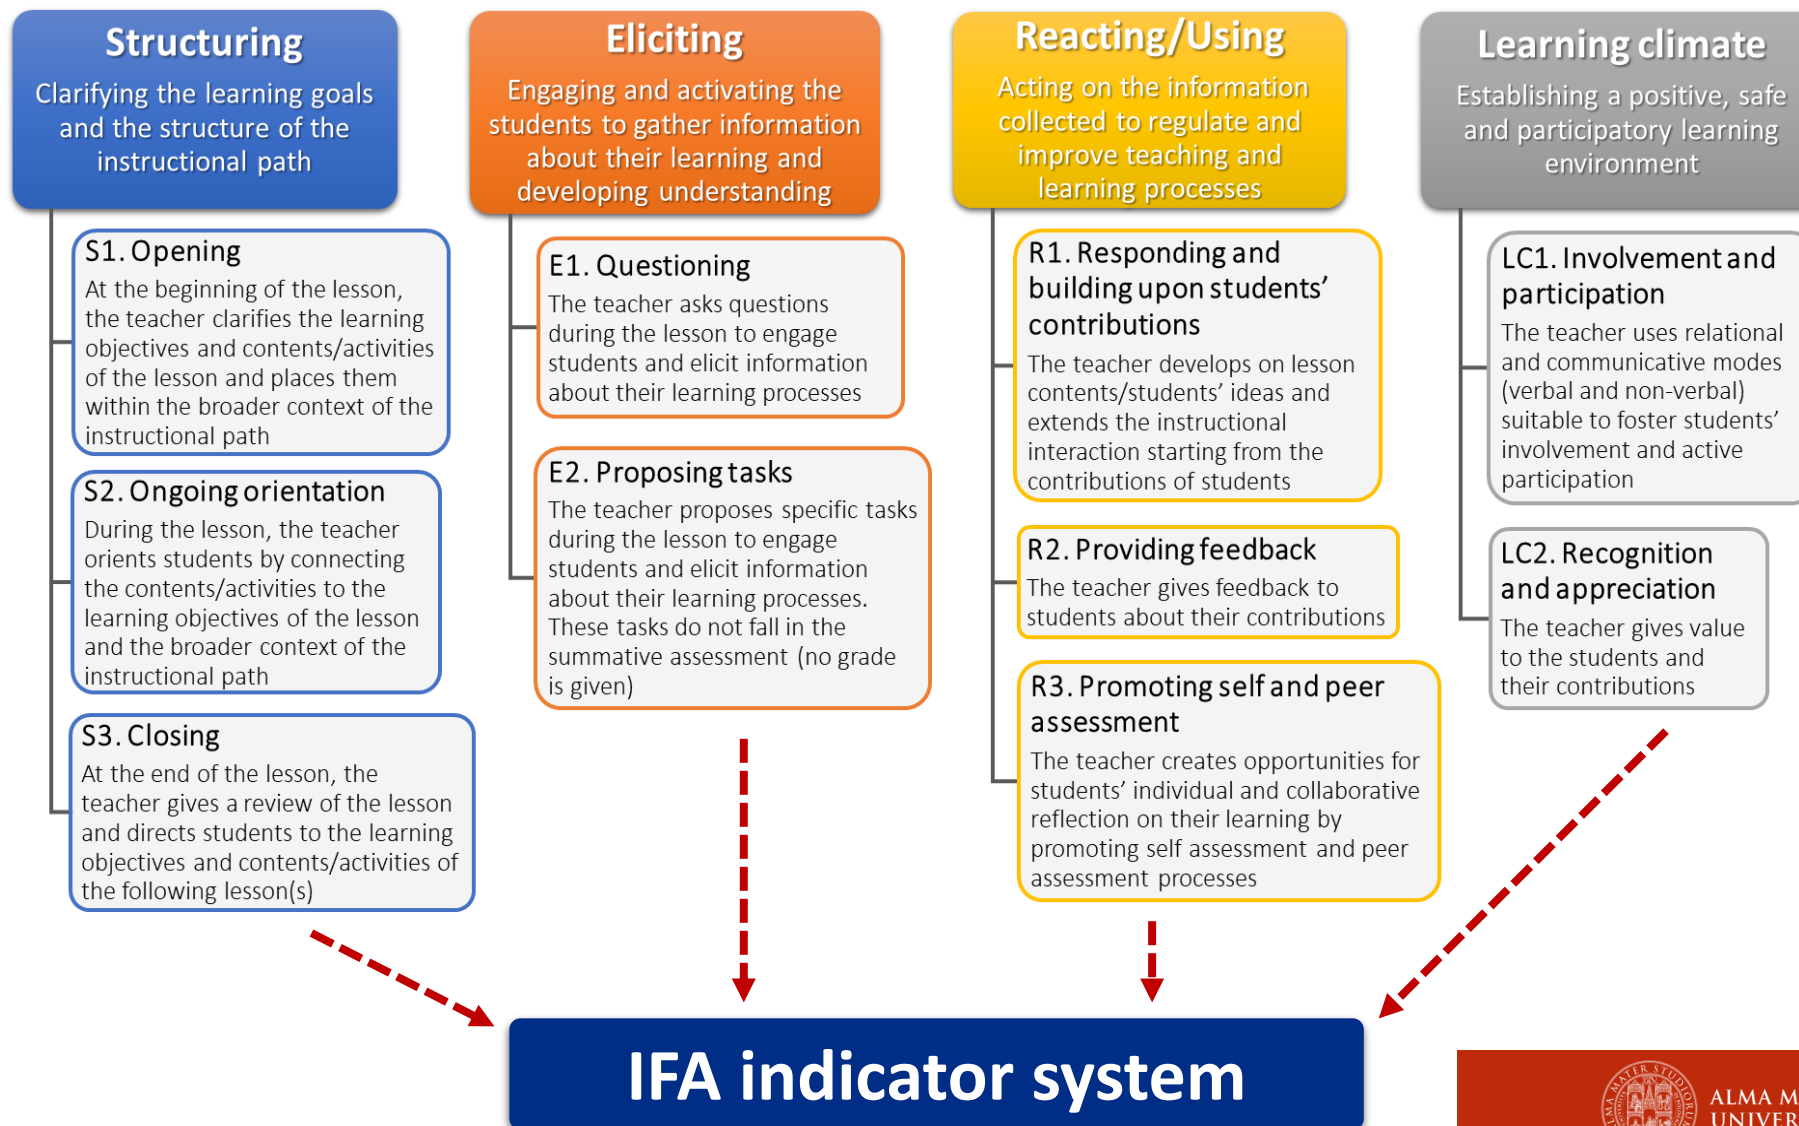 Structuring
Clarifying the learning goals
and the structure of the
instructional path
S1. Opening
At the beginning of the lesson,
the teacher clarifies the learning
objectives and contents/activities
of the lesson and places them
within the broader context of the
instructional path
S2. Ongoing orientation
During the lesson, the teacher
orients students by connecting
the contents/activities to the
learning objectives of the lesson
and the broader context of the
instructional path
S3. Closing
At the end of the lesson, the
teacher gives a review of the lesson
and directs students to the learning
objectives and contents/activities of
the following lesson(s)
Eliciting
Engaging and activating the
students to gather information
about their learning and
developing understanding
E1. Questioning
The teacher asks questions
during the lesson to engage
students and elicit information
about their learning processes
E2. Proposing tasks
The teacher proposes specific tasks
during the lesson to engage
students and elicit information
about their learning processes.
These tasks do not fall in the
summative assessment (no grade
is given)
Reacting/Using
Acting on the information
collected to regulate and
improve teaching and
learning processes
R1. Responding and
building upon students’
contributions
The teacher develops on lesson
contents/students’ ideas and
extends the instructional
interaction starting from the
contributions of students
R2. Providing feedback
The teacher gives feedback to
students about their contributions
R3. Promoting self and peer
assessment
The teacher creates opportunities for
students’ individual and collaborative
reflection on their learning by
promoting self assessment and peer
assessment processes
Learning climate
Establishing a positive, safe
and participatory learning
environment
LC1. Involvement and
participation
The teacher uses relational
and communicative modes
(verbal and non-verbal)
suitable to foster students’
involvement and active
participation
LC2. Recognition
and appreciation
The teacher gives value
to the students and
their contributions
IFA indicator system
ALMA M
UNIVER